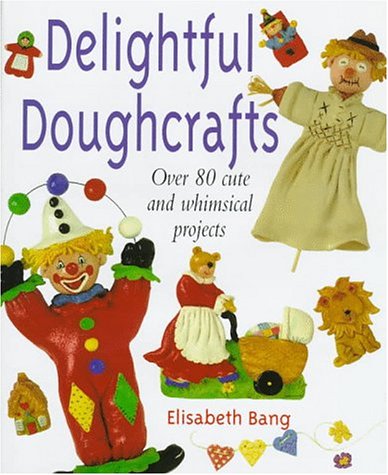 Delightful
Doughcrafts
Over 80 cute
and whimsical
projects
Elisabeth Bang